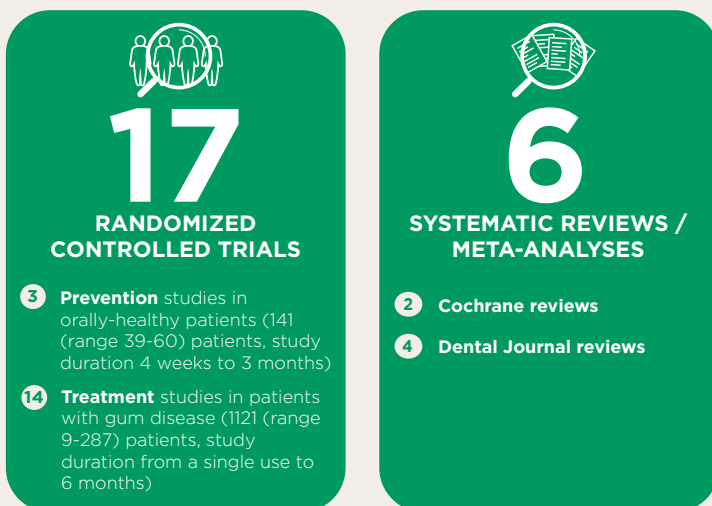 17
RANDOMIZED
CONTROLLED TRIALS
3 Prevention studies in
orally-healthy patients (141
(range 39-60) patients, study
duration 4 weeks to 3 months)
14 Treatment studies in patients
with gum disease (1121 (range
9-287) patients, study
duration from a single use to
6 months)
6
SYSTEMATIC REVIEWS /
META-ANALYSES
2 Cochrane reviews
4 Dental Journal reviews